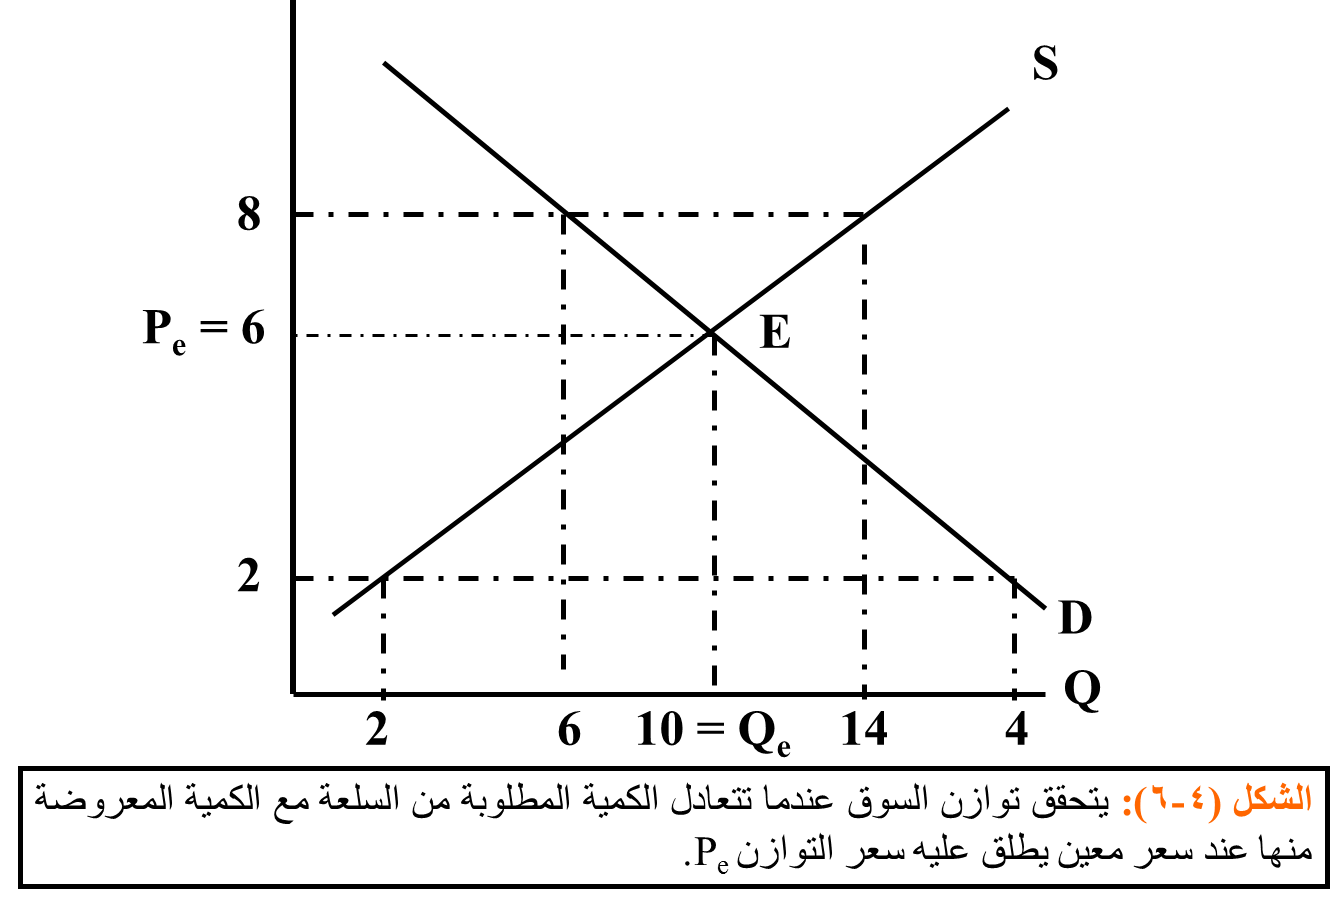 S
8
Pe = 6
E
2
D
Q
2 6 10 = Qe 14 4
الشكل (٤-٦): يتحقق توازن السوق عندما تتعادل الكمية المطلوبة من السلعة مع الكمية المعروضة
منها عند سعر معين يطلق عليه سعر التوازن Pe.